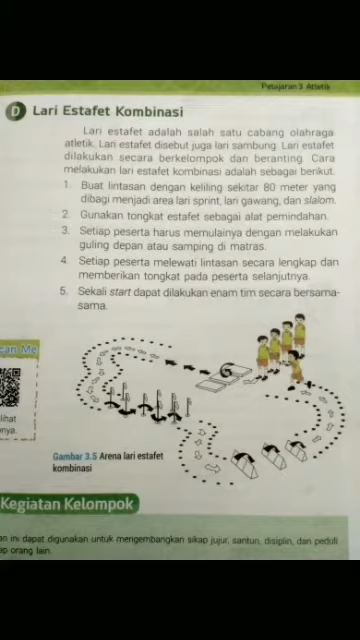 Pelajaran 3 Atletik
D Lari Estafet Kombinasi
Lari estafet adalah salah satu cabang olahraga
atletik. Lari estafet disebut juga lari sambung. Lari estafet
dilakukan secara berkelompok dan beranting. Cara
melakukan lari estafet kombinasi adalah sebagai berikut.
1. Buat lintasan dengan keliling sekitar 80 meter yang
dibagi menjadi area lari sprint, lari gawang, dan slalom.
2. Gunakan tongkat estafet sebagai alat pemindahan.
3. Setiap peserta harus memulainya dengan melakukan
guling depan atau samping di matras.
4. Setiap peserta melewati lintasan secara lengkap dan
memberikan tongkat pada peserta selanjutnya.
5. Sekali start dapat dilakukan enam tim secara bersama-
sama.
can Me
lihat
nya.
Gambar 3.5 Arena lari estafet
kombinasi
Kegiatan Kelompok
an ini dapat digunakan untuk mengembangkan sikap jujur, santun, disiplin, dan peduli
ap orang lain.